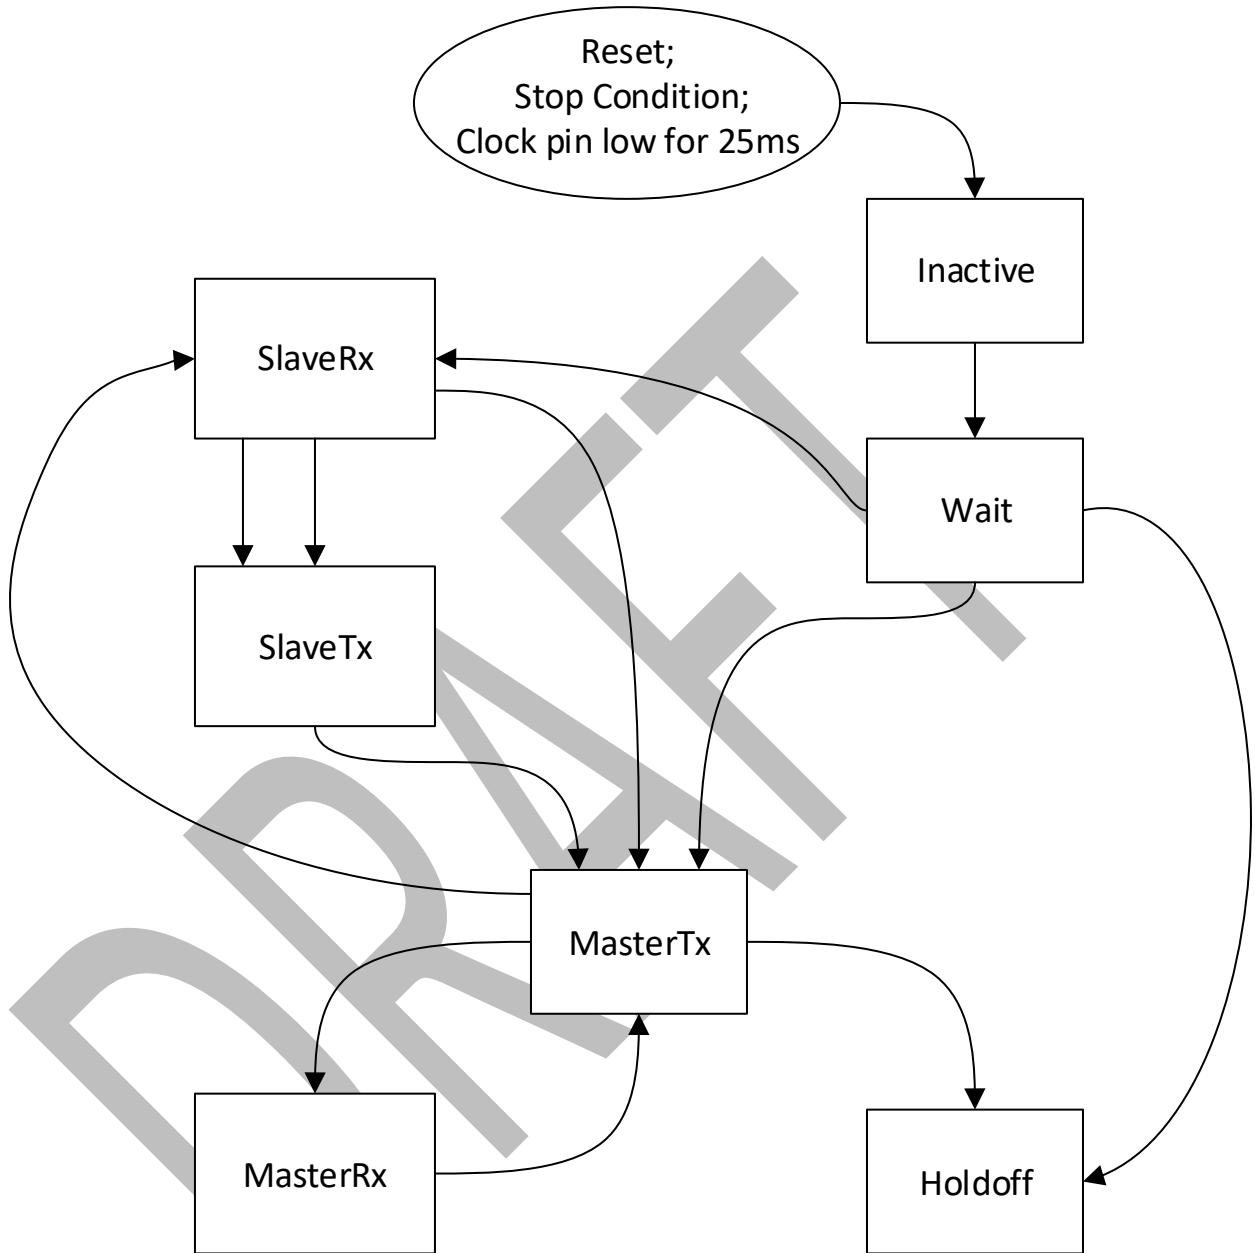 Reset;
Stop Condition;
Clock pin low for 25ms
Inactive
SlaveRx
Wait
SlaveTx
MasterTx
MasterRx
Holdoff
DRAFT